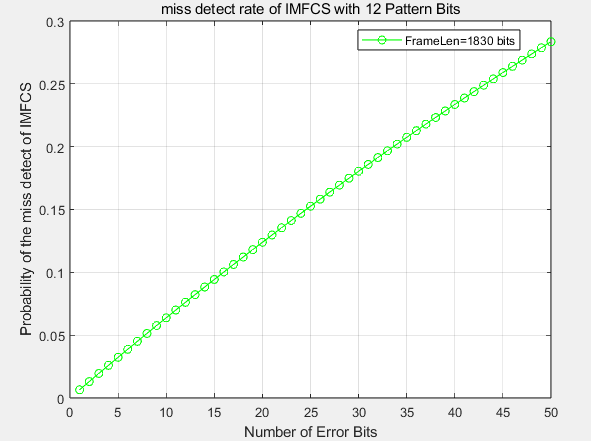 miss detect rate of IMFCS with 12 Pattern Bits
FrameLen=1830 bits
Probability of the miss detect of IMFCS
0.3
0.25
0.2
0.15
0.1
0.05
0
0 5 10 15 20 25 30 35 40 45 50
Number of Error Bits